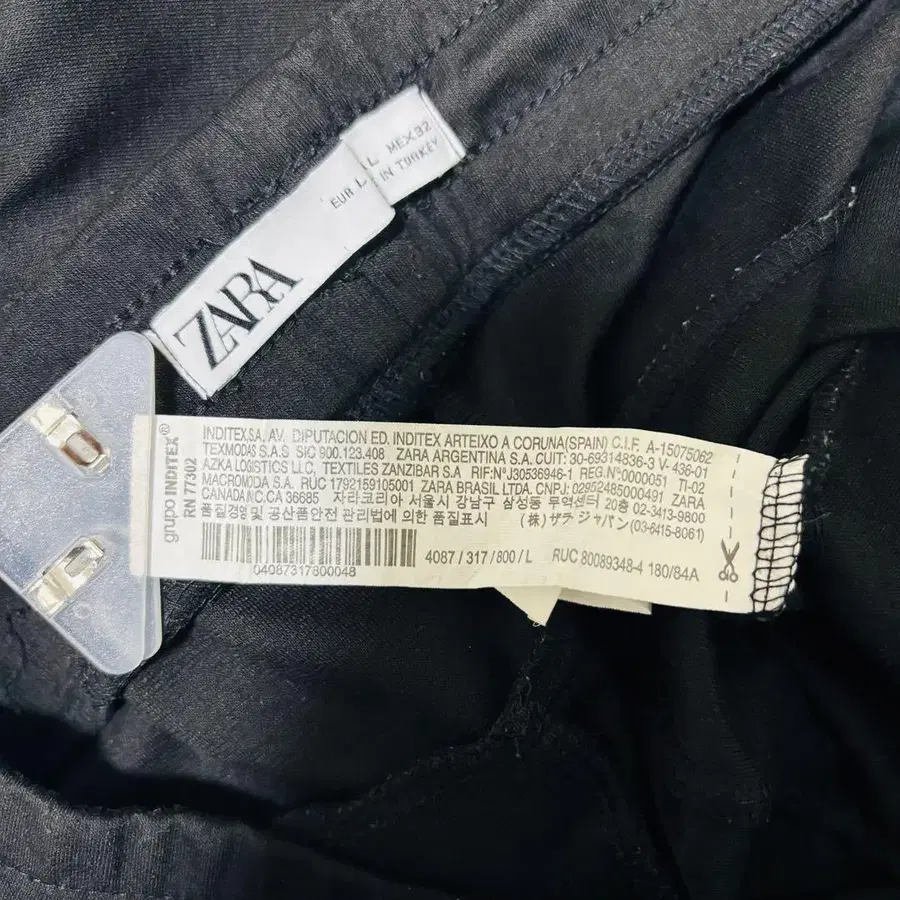 ZARA
EUR L L MEX 32
IN TURKEY
grupo INDITEX®
RN 77302
INDITEX,SA. AV. DIPUTACION ED. INDITEX ARTEIXO A CORUNA(SPAIN) C.I.F. A-15075062
TEXMODAS S.A.S SIC 900.123.408 ZARA ARGENTINA S.A. CUIT: 30-69314836-3 V-436-01
AZKA LOGISTICS LLC, TEXTILES ZANZIBAR S.A RIF:Nº.J30536946-1 REG.Nº0000051 TI-02
MACROMODA S.A. RUC 1792159105001 ZARA BRASIL LTDA. CNPJ: 02952485000491 ZARA
CANADA INC.CA 36685 자라코리아 서울시 강남구 삼성동 무역센터 20층 02-3413-9800
품질경영 및 공산품안전 관리법에 의한 품질표시 (株) ザラ ジャパン (03-6415-8061)
04087317800048
4087 / 317 / 800 / L RUC 80089348-4 180/84A